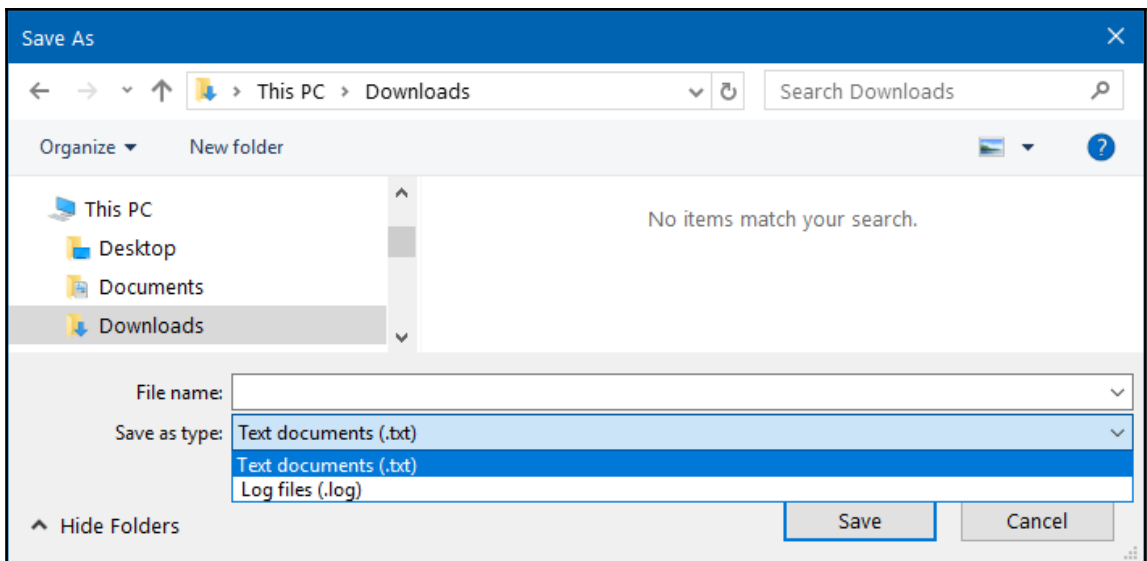 Save As
This PC > Downloads
Search Downloads
Organize
New folder
?
This PC
Desktop
Documents
Downloads
No items match your search.
File name:
Save as type: Text documents (.txt)
Text documents (.txt)
Log files (.log)
Hide Folders
Save
Cancel